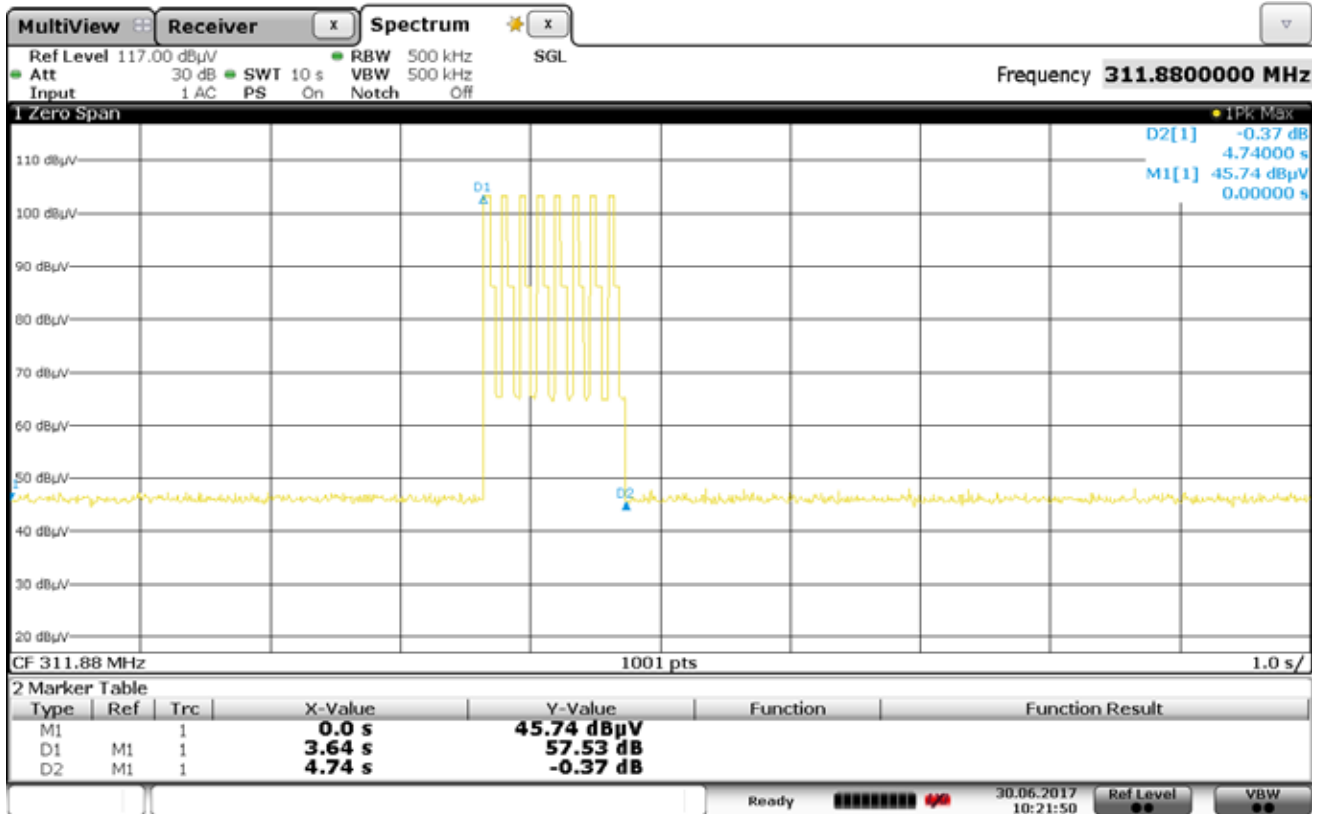 MultiView Receiver X Spectrum X
Ref Level 117.00 dBµV RBW 500 kHz SGL
Att 30 dB SWT 10 s VBW 500 kHz Frequency 311.8800000 MHz
Input 1 AC PS On Notch Off
1 Zero Span 1Pk Max
D2[1] -0.37 dB
4.74000 s
M1[1] 45.74 dBµV
0.00000 s
110 dBµV
D1
100 dBµV
90 dBµV
80 dBµV
70 dBµV
60 dBµV
50 dBµV
D2
40 dBµV
30 dBµV
20 dBµV
CF 311.88 MHz 1001 pts 1.0 s/
2 Marker Table
Type Ref Trc X-Value Y-Value Function Function Result
M1 1 0.0 s 45.74 dBµV
D1 M1 1 3.64 s 57.53 dB
D2 M1 1 4.74 s -0.37 dB
Ready 30.06.2017 Ref Level VBW
10:21:50